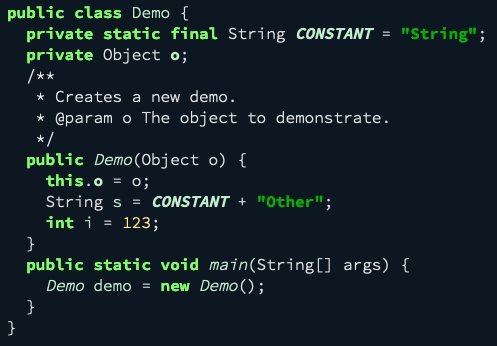 public class Demo {
  private static final String CONSTANT = "String";
  private Object o;
  /**
   * Creates a new demo.
   * @param o The object to demonstrate.
   */
  public Demo(Object o) {
    this.o = o;
    String s = CONSTANT + "Other";
    int i = 123;
  }
  public static void main(String[] args) {
    Demo demo = new Demo();
  }
}